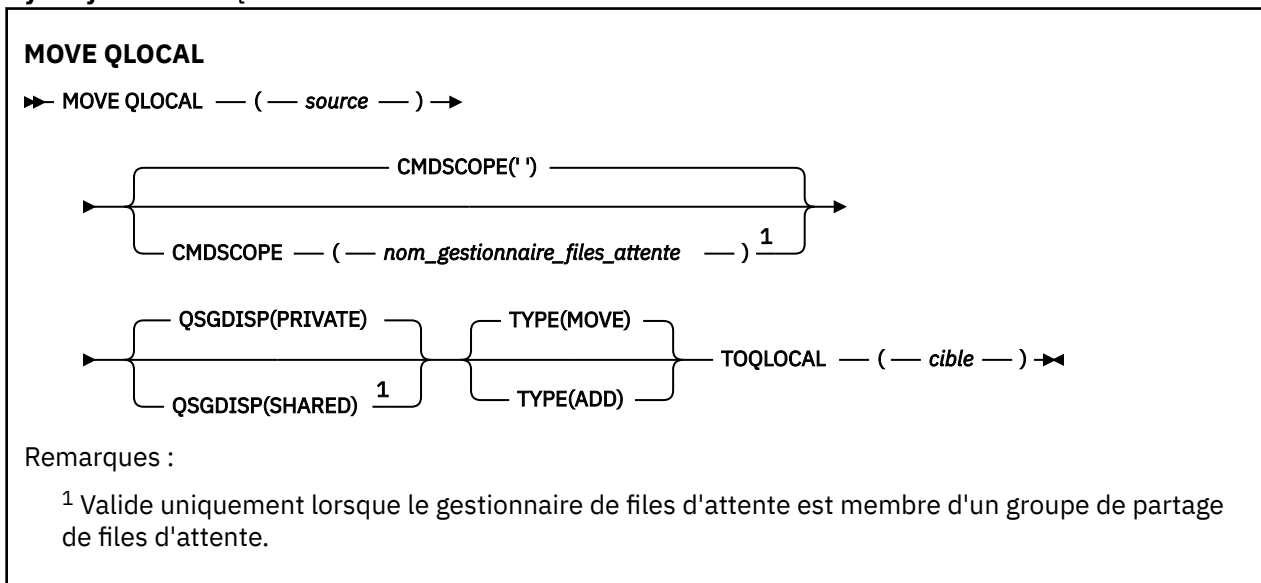 MOVE QLOCAL
MOVE QLOCAL — ( — source — )
CMDSCOPE(' ')
CMDSCOPE — ( — nom_gestionnaire_files_attente — ) 1
QSGDISP(PRIVATE) TYPE(MOVE)
TOQLOCAL — ( — cible — )
QSGDISP(SHARED) 1 TYPE(ADD)
Remarques :
1 Valide uniquement lorsque le gestionnaire de files d'attente est membre d'un groupe de partage
de files d'attente.